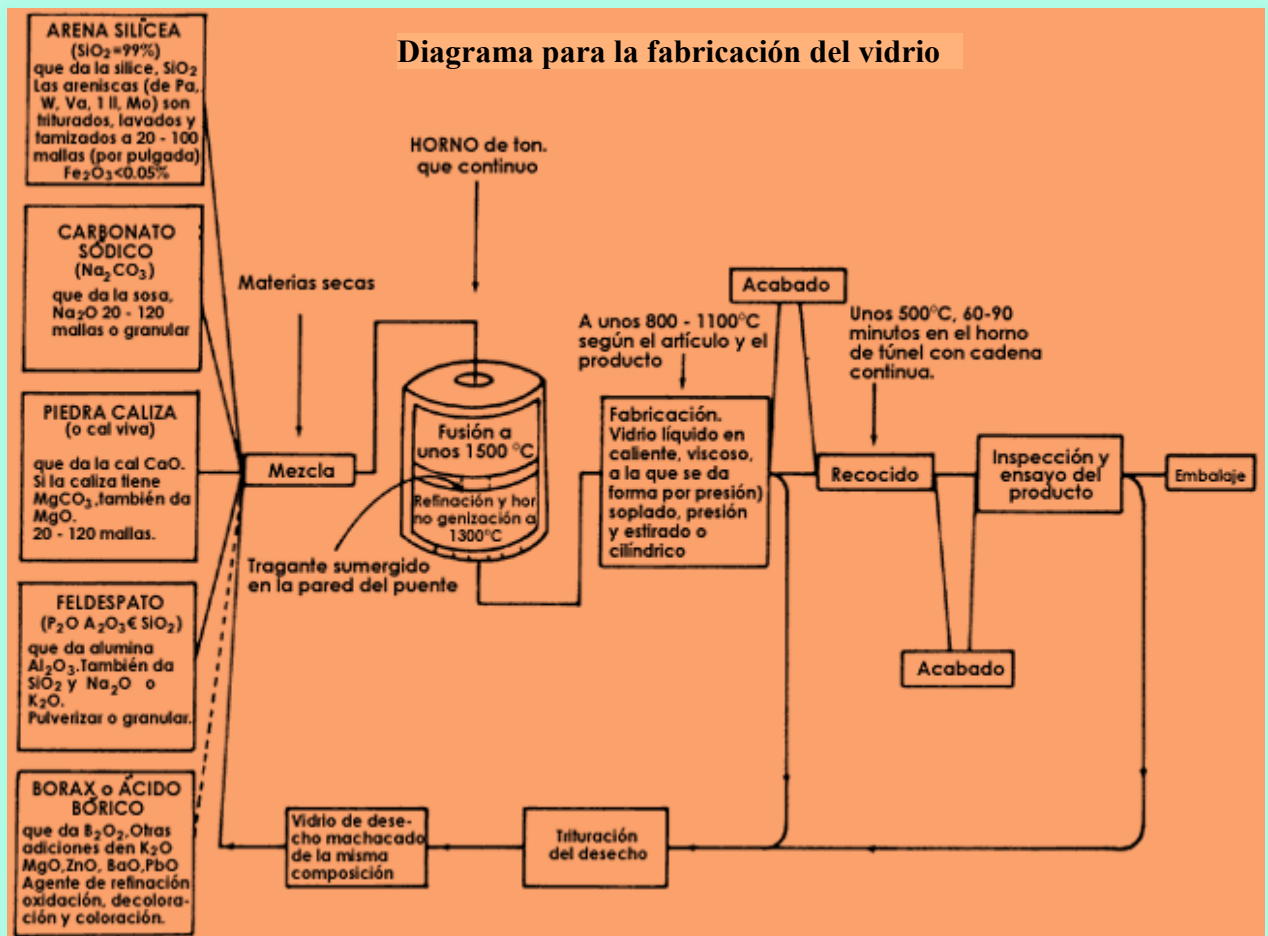 Diagrama para la fabricación del vidrio
ARENA SILÍCEA
(SiO₂=99%)
que da la silice, SiO₂
Las areniscas (de Pa,
W, Va, 1 II, Mo) son
triturados, lavados y
tamizados a 20 - 100
mallas (por pulgada)
Fe₂O₃<0.05%
CARBONATO
SÓDICO
(Na₂CO₃)
que da la sosa,
Na₂O 20 - 120
mallas o granular
PIEDRA CALIZA
(o cal viva)
que da la cal CaO.
Si la caliza tiene
MgCO₃,también da
MgO.
20 - 120 mallas.
FELDESPATO
(P₂O A₂O₃€ SiO₂)
que da alumina
Al₂O₃.También da
SiO₂ y Na₂O o
K₂O.
Pulverizar o granular.
BORAX o ÁCIDO
BÓRICO
que da B₂O₂,Otras
adiciones den K₂O
MgO,ZnO, BaO,PbO
Agente de refinación
oxidación, decolora-
ción y coloración.
Materias secas
Mezcla
HORNO de ton.
que continuo
Fusión a
unos 1500 °C
Refinación y hor
no genización a
1300°C
Tragante sumergido
en la pared del puente
A unos 800 - 1100°C
según el artículo y el
producto
Fabricación.
Vidrio líquido en
caliente, viscoso,
a la que se da
forma por presión)
soplado, presión
y estirado o
cilíndrico
Acabado
Unos 500°C, 60-90
minutos en el horno
de túnel con cadena
continua.
Recocido
Acabado
Inspección y
ensayo del
producto
Embalaje
Trituración
del desecho
Vidrio de dese-
cho machacado
de la misma
composición